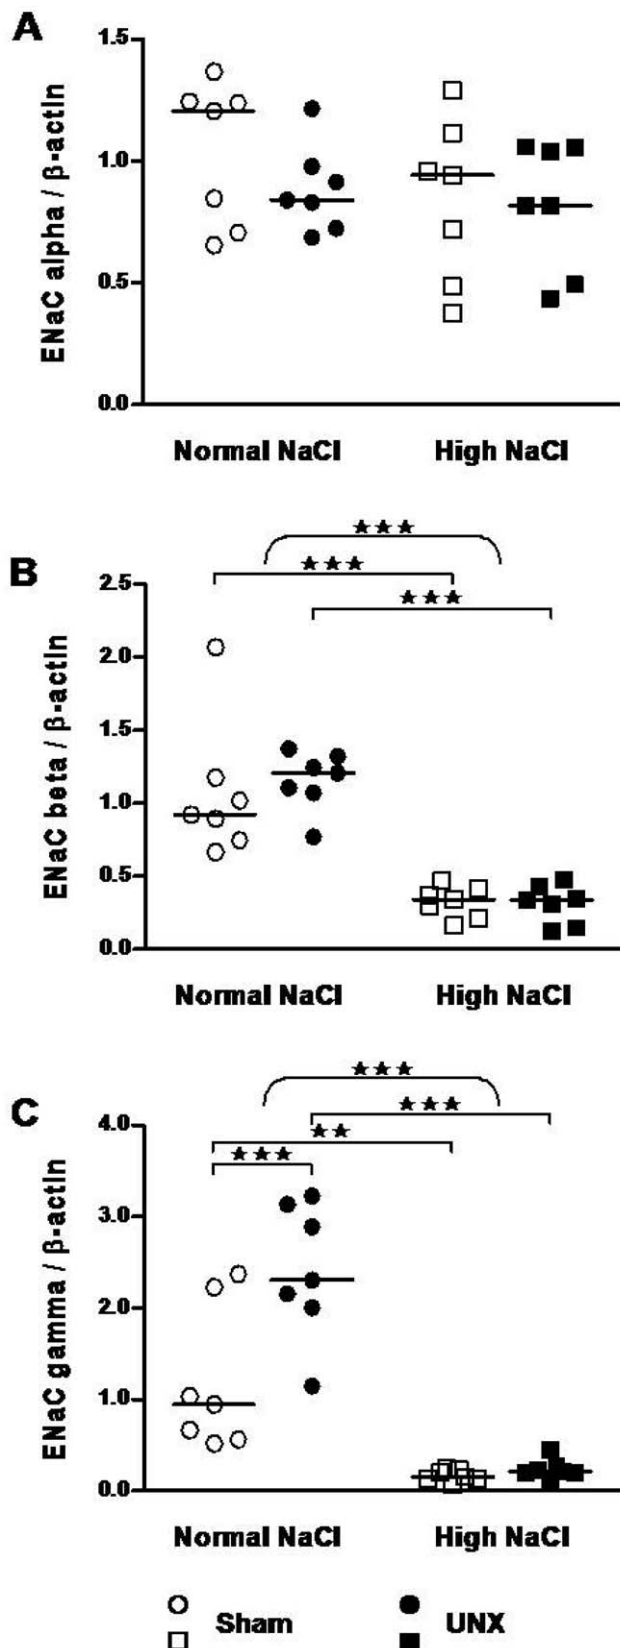 A
ENaC alpha / β-actin
1.5
1.0
0.5
0.0
Normal NaCl
High NaCl
B
★★★
★★★
★★★
ENaC beta / β-actin
2.5
2.0
1.5
1.0
0.5
0.0
Normal NaCl
High NaCl
C
★★★
★★★
★★
★★★
ENaC gamma / β-actin
4.0
3.0
2.0
1.0
0.0
Normal NaCl
High NaCl
Sham
UNX